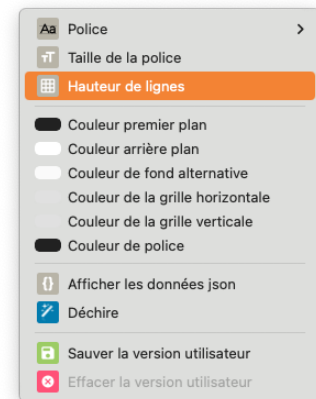 Aa Police
тT Taille de la police
Hauteur de lignes
Couleur premier plan
Couleur arrière plan
Couleur de fond alternative
Couleur de la grille horizontale
Couleur de la grille verticale
Couleur de police
{} Afficher les données json
Déchire
Sauver la version utilisateur
Effacer la version utilisateur